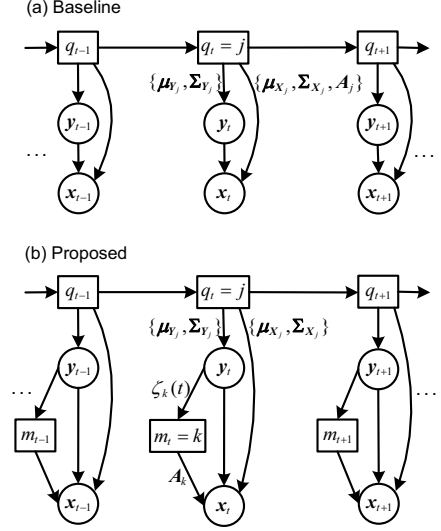 (a) Baseline
q_{t-1} q_t = j q_{t+1}
{μ_{Y_j}, Σ_{Y_j}} {μ_{X_j}, Σ_{X_j}, A_j}
y_{t-1} y_t y_{t+1}
... ...
x_{t-1} x_t x_{t+1}
(b) Proposed
q_{t-1} q_t = j q_{t+1}
{μ_{Y_j}, Σ_{Y_j}} {μ_{X_j}, Σ_{X_j}}
y_{t-1} y_t y_{t+1}
... ζ_k(t) ...
m_{t-1} m_t = k m_{t+1}
A_k
x_{t-1} x_t x_{t+1}